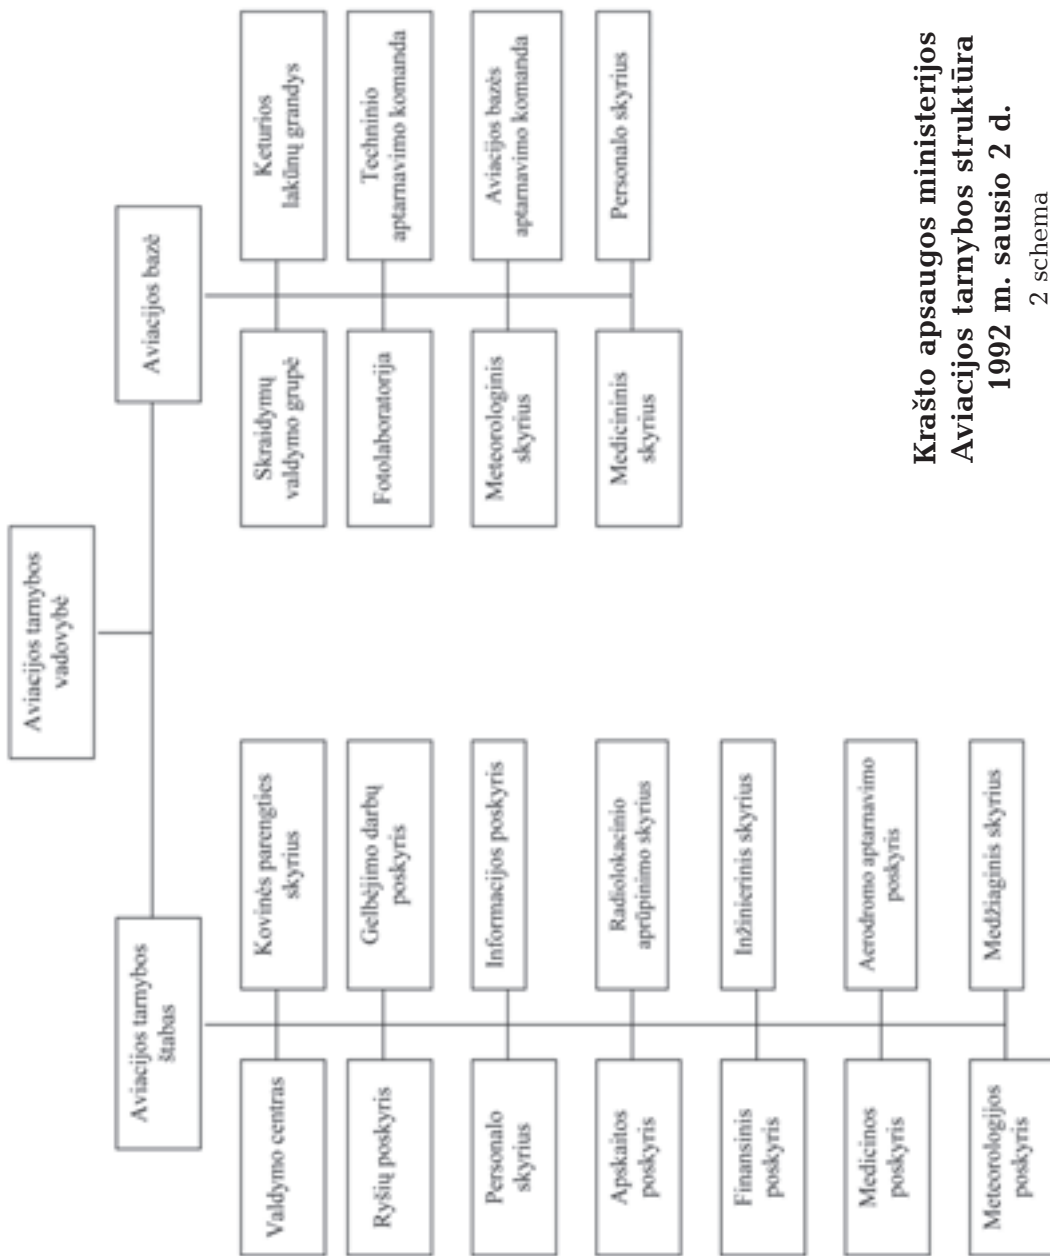 Aviacijos tarnybos
vadovybė
Aviacijos tarnybos
štabas
Aviacijos bazė
Valdymo centras
Kovinės parengties
skyrius
Ryšių poskyris
Gelbėjimo darbų
poskyris
Personalo
skyrius
Informacijos poskyris
Apskaitos
poskyris
Radiolokacinio
aprūpinimo skyrius
Finansinis
poskyris
Inžinierinis skyrius
Medicinos
poskyris
Aerodromo aptarnavimo
poskyris
Meteorologijos
poskyris
Medžiaginis skyrius
Skraidymų
valdymo grupė
Keturios
lakūnų grandys
Fotolaboratorija
Techninio
aptarnavimo komanda
Meteorologinis
skyrius
Aviacijos bazės
aptarnavimo komanda
Medicininis
skyrius
Personalo skyrius
Krašto apsaugos ministerijos
Aviacijos tarnybos struktūra
1992 m. sausio 2 d.
2 schema